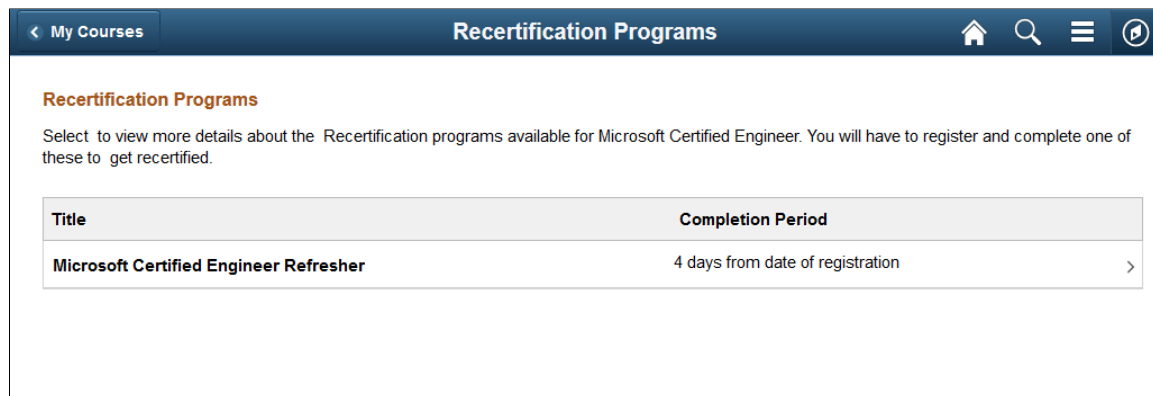 My Courses
Recertification Programs
Recertification Programs
Select  to view more details about the  Recertification programs available for Microsoft Certified Engineer. You will have to register and complete one of
these to  get recertified.
Title
Completion Period
Microsoft Certified Engineer Refresher
4 days from date of registration